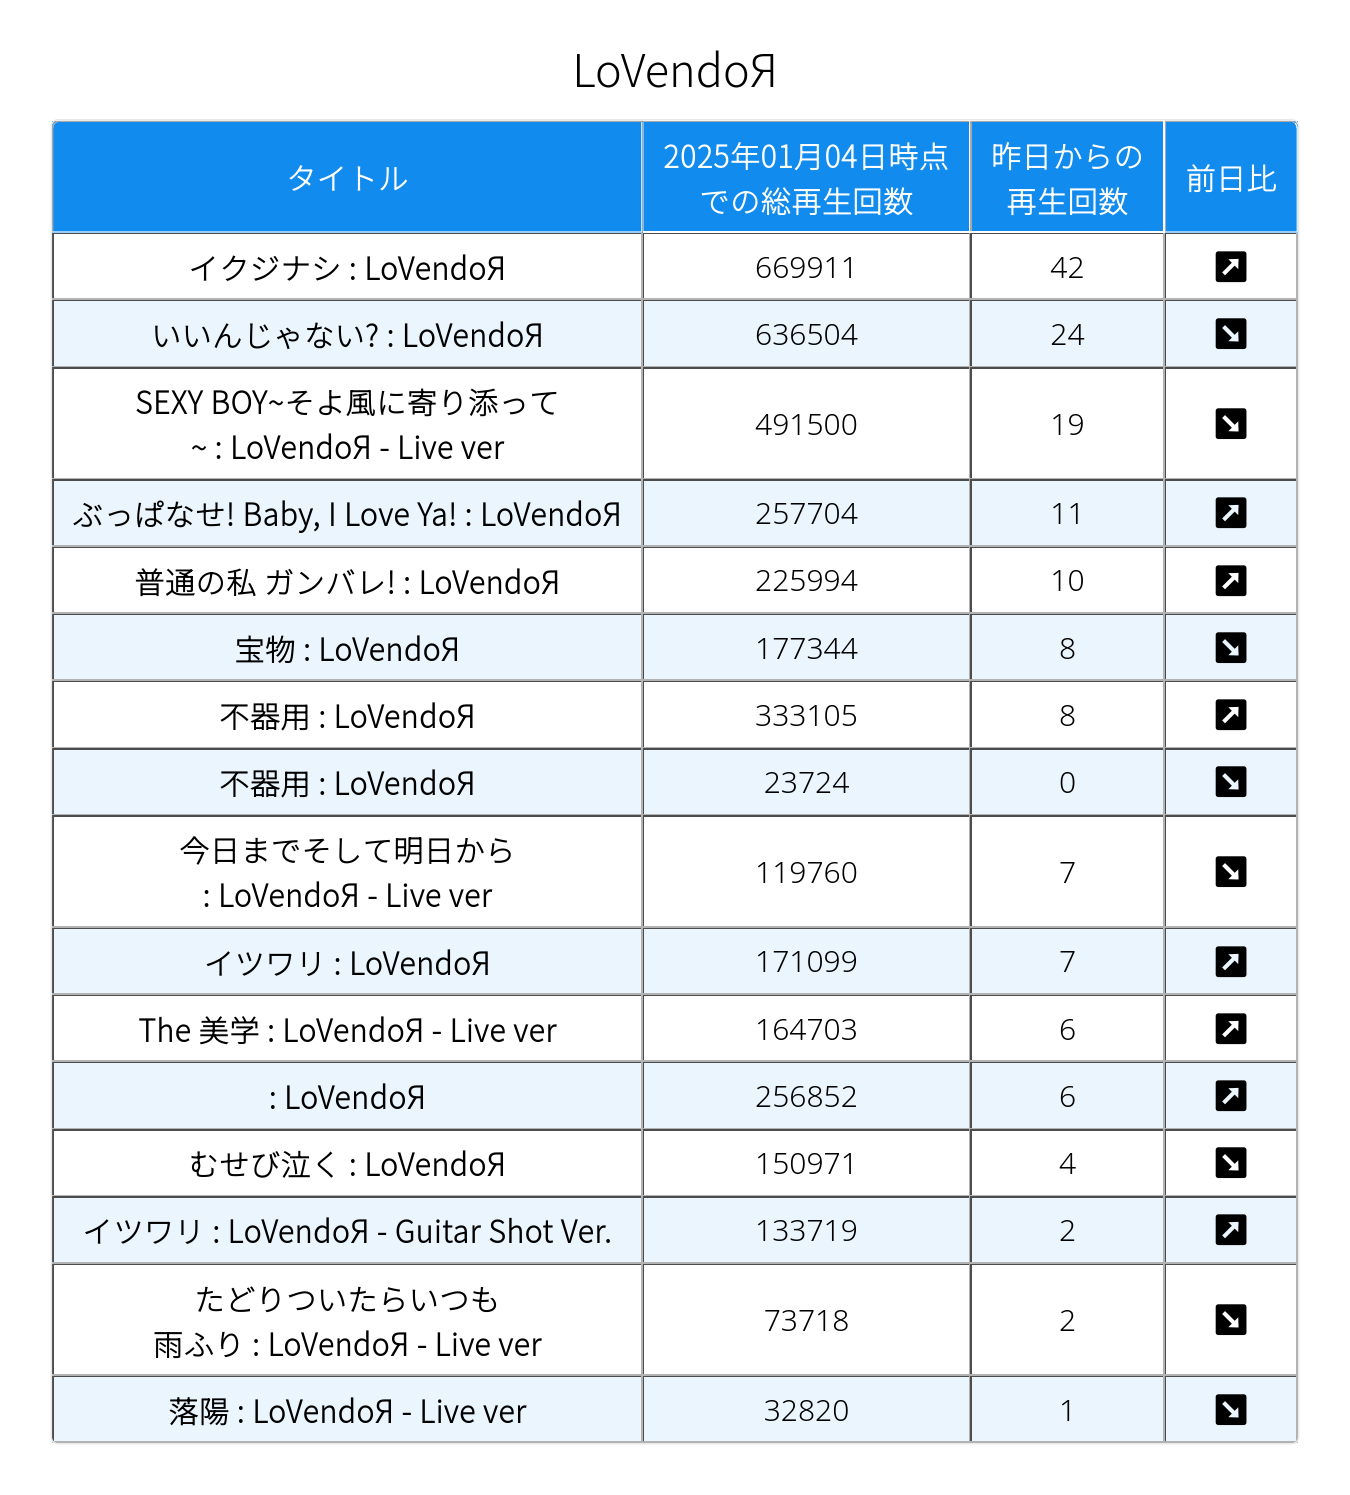 LoVendoЯ
タイトル
2025年01月04日時点
での総再生回数
昨日からの
再生回数
前日比
イクジナシ : LoVendoЯ 669911 42
いいんじゃない? : LoVendoЯ 636504 24
SEXY BOY~そよ風に寄り添って
~ : LoVendoЯ - Live ver 491500 19
ぶっぱなせ! Baby, I Love Ya! : LoVendoЯ 257704 11
普通の私 ガンバレ! : LoVendoЯ 225994 10
宝物 : LoVendoЯ 177344 8
不器用 : LoVendoЯ 333105 8
不器用 : LoVendoЯ 23724 0
今日までそして明日から
: LoVendoЯ - Live ver 119760 7
イツワリ : LoVendoЯ 171099 7
The 美学 : LoVendoЯ - Live ver 164703 6
: LoVendoЯ 256852 6
むせび泣く : LoVendoЯ 150971 4
イツワリ : LoVendoЯ - Guitar Shot Ver. 133719 2
たどりついたらいつも
雨ふり : LoVendoЯ - Live ver 73718 2
落陽 : LoVendoЯ - Live ver 32820 1